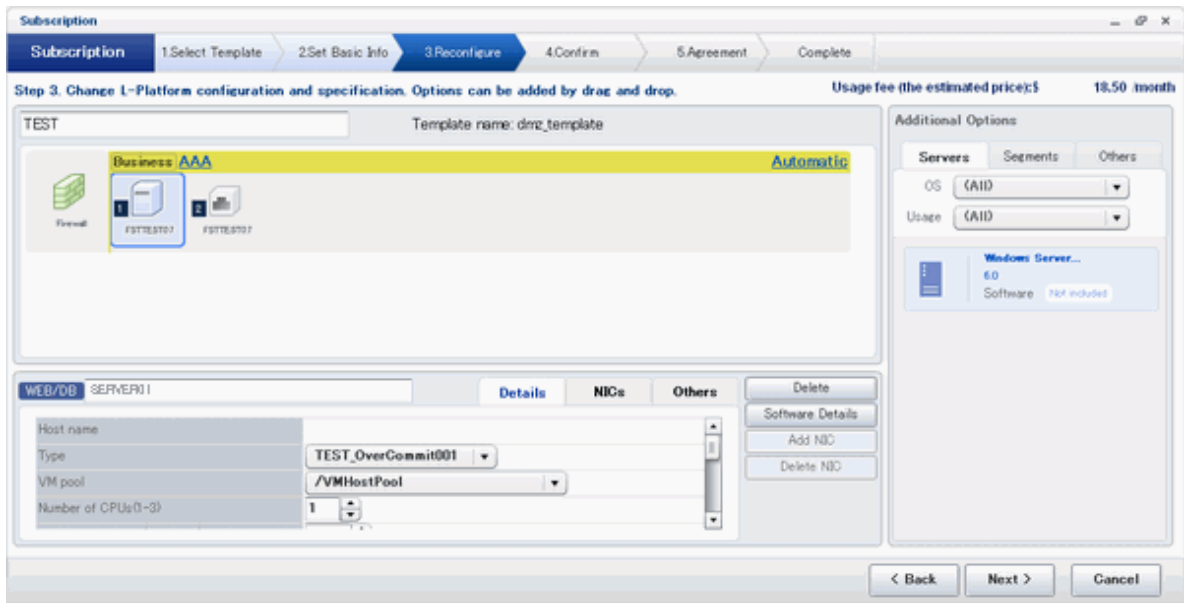 Subscription
Subscription 1.Select Template 2.Set Basic Info 3.Reconfigure 4.Confirm 5.Agreement Complete
Step 3. Change L-Platform configuration and specification. Options can be added by drag and drop. Usage fee (the estimated price):$ 18.50 /month
TEST Template name: dmz_template
Additional Options
Business AAA Automatic
Servers Segments Others
OS (All)
Usage (All)
1 2
Firewall FSTTEST07 FSTTEST07
Windows Server...
6.0
Software Not included
WEB/DB SERVER01 Details NICs Others
Delete
Software Details
Add NIC
Delete NIC
Host name
Type TEST_OverCommit001
VM pool /VMHostPool
Number of CPUs(1-3) 1
< Back Next > Cancel